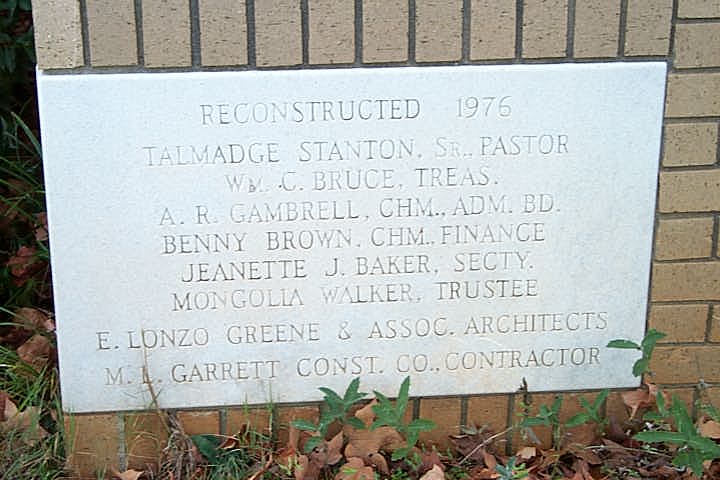 RECONSTRUCTED 1976
TALMADGE STANTON, SR., PASTOR
WM. C. BRUCE, TREAS.
A. R. GAMBRELL, CHM., ADM. BD.
BENNY BROWN, CHM., FINANCE
JEANETTE J. BAKER, SECTY.
MONGOLIA WALKER, TRUSTEE
E. LONZO GREENE & ASSOC. ARCHITECTS
M. L. GARRETT CONST. CO., CONTRACTOR